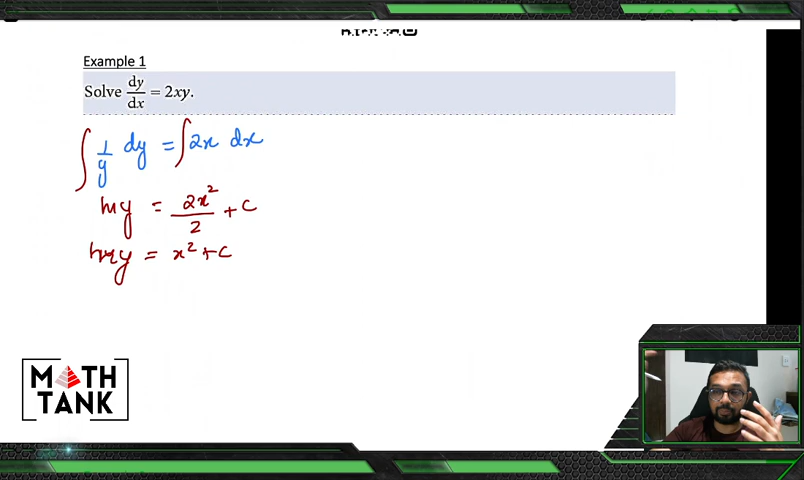 Example 1
Solve dy/dx = 2xy.
∫ 1/y dy = ∫ 2x dx
ln y = 2x²/2 + c
ln y = x² + c
MATH
TANK